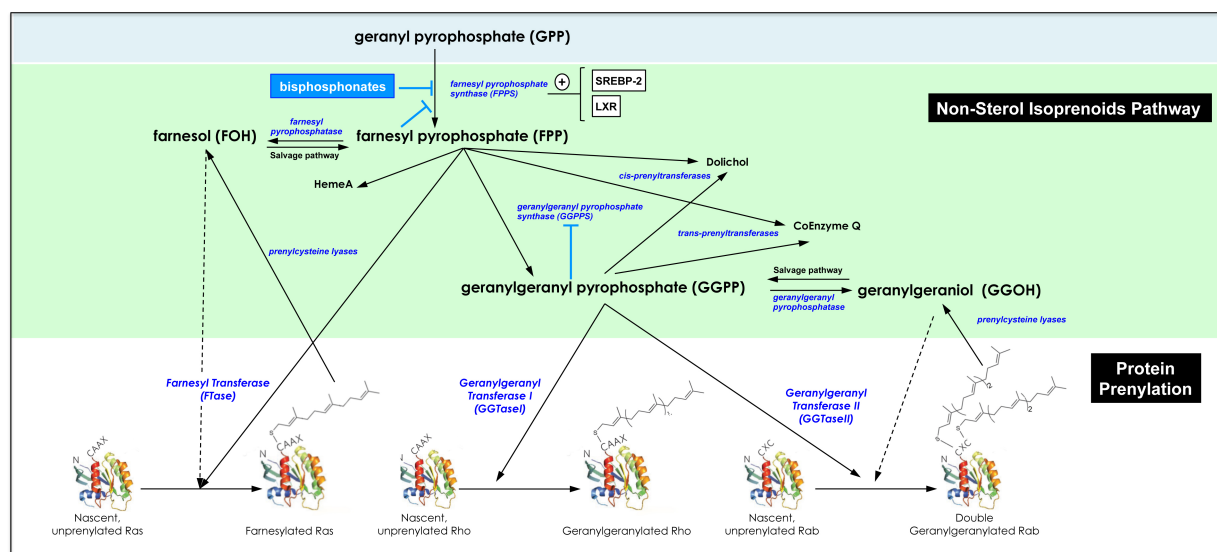 geranyl pyrophosphate (GPP)
bisphosphonates
farnesyl pyrophosphate
synthase (FPPS)
+
SREBP-2
LXR
Non-Sterol Isoprenoids Pathway
farnesol (FOH)
farnesyl
pyrophosphatase
Salvage pathway
farnesyl pyrophosphate (FPP)
HemeA
Dolichol
cis-prenyltransferases
geranylgeranyl pyrophosphate
synthase (GGPPS)
CoEnzyme Q
trans-prenyltransferases
prenylcysteine lyases
geranylgeranyl pyrophosphate (GGPP)
Salvage pathway
geranylgeranyl
pyrophosphatase
geranylgeraniol (GGOH)
prenylcysteine lyases
Protein
Prenylation
Farnesyl Transferase
(FTase)
Geranylgeranyl
Transferase I
(GGTaseI)
Geranylgeranyl
Transferase II
(GGTaseII)
2
2
S
S
S
S
N
CAAX
N
CAAX
N
CAAX
N
CAAX
N
CXC
N
CXC
Nascent,
unprenylated Ras
Farnesylated Ras
Nascent,
unprenylated Rho
Geranylgeranylated Rho
Nascent,
unprenylated Rab
Double
Geranylgeranylated Rab